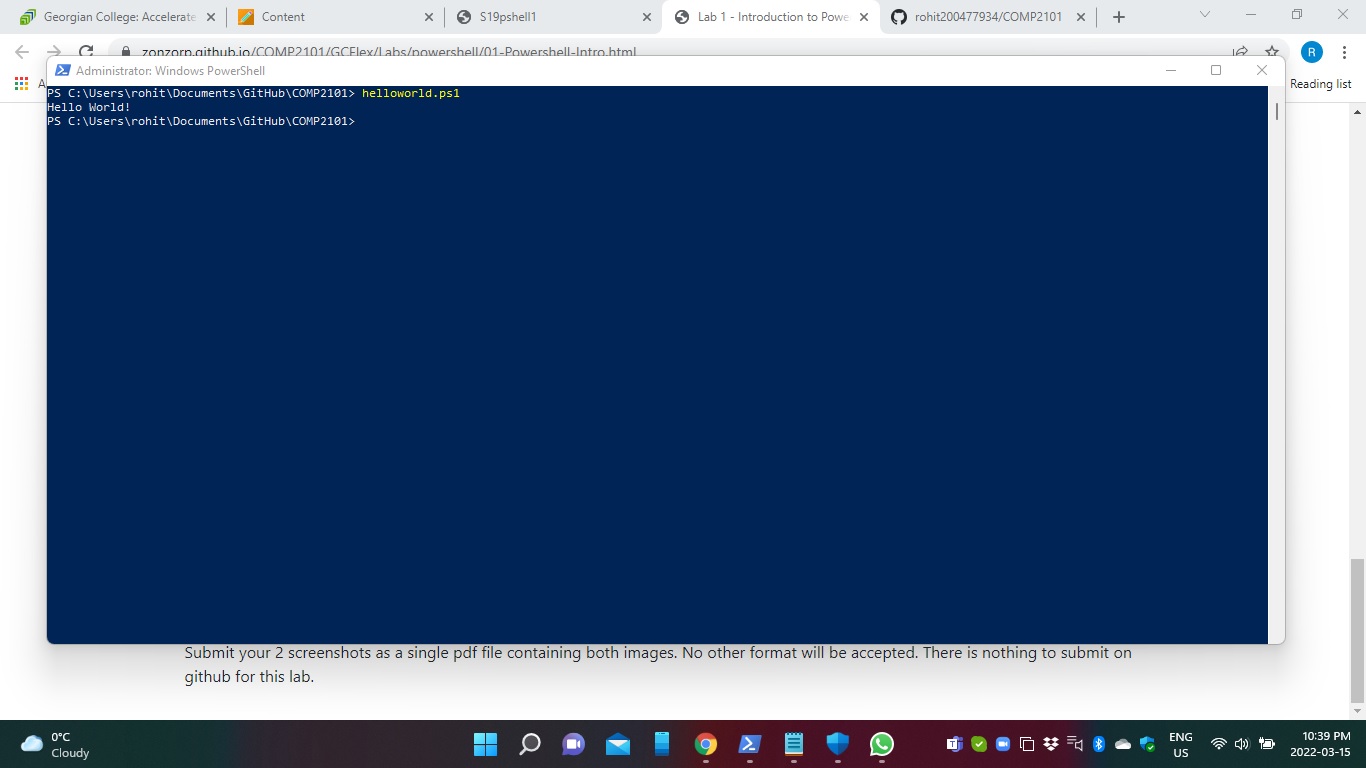 Georgian College: Accelerate
Content
S19pshell1
Lab 1 - Introduction to Powe
rohit200477934/COMP2101
zonzorp.github.io/COMP2101/GCFlex/Labs/powershell/01-Powershell-Intro.html
R
A
Reading list
Administrator: Windows PowerShell
PS C:\Users\rohit\Documents\GitHub\COMP2101> helloworld.ps1
Hello World!
PS C:\Users\rohit\Documents\GitHub\COMP2101>
Submit your 2 screenshots as a single pdf file containing both images. No other format will be accepted. There is nothing to submit on
github for this lab.
0°C
Cloudy
ENG
US
10:39 PM
2022-03-15